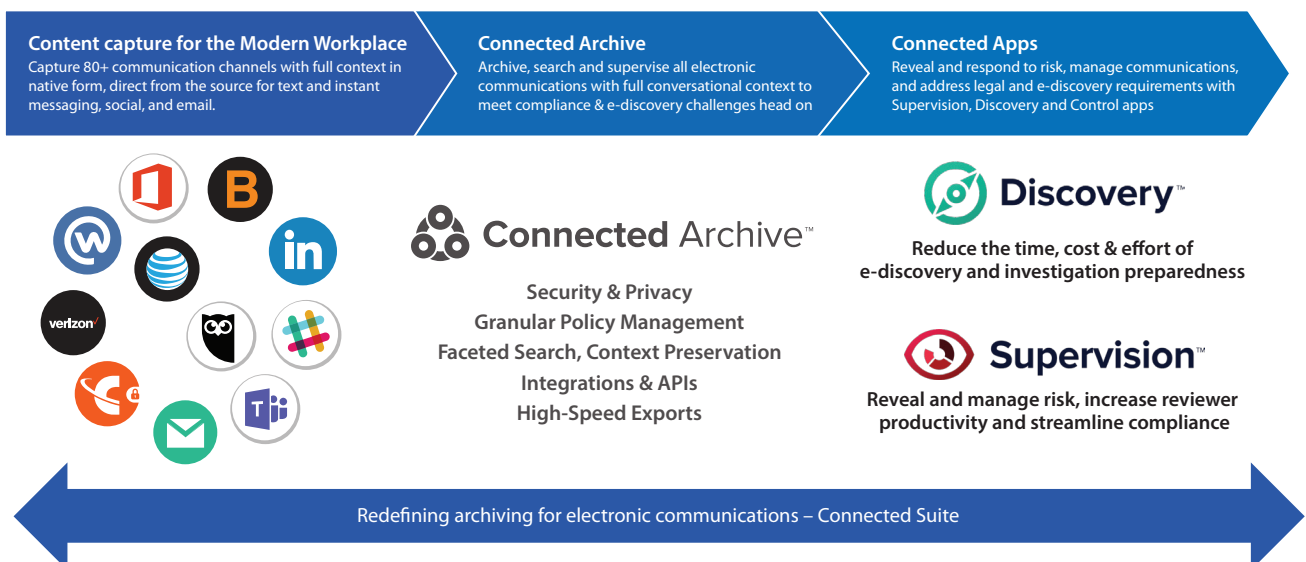 Content capture for the Modern Workplace
Capture 80+ communication channels with full context in
native form, direct from the source for text and instant
messaging, social, and email.
Connected Archive
Archive, search and supervise all electronic
communications with full conversational context to
meet compliance & e-discovery challenges head on
Connected Apps
Reveal and respond to risk, manage communications,
and address legal and e-discovery requirements with
Supervision, Discovery and Control apps
B
W
in
verizon✓
C
T
Connected Archive™
Security & Privacy
Granular Policy Management
Faceted Search, Context Preservation
Integrations & APIs
High-Speed Exports
Discovery™
Reduce the time, cost & effort of
e-discovery and investigation preparedness
Supervision™
Reveal and manage risk, increase reviewer
productivity and streamline compliance
Redefining archiving for electronic communications – Connected Suite